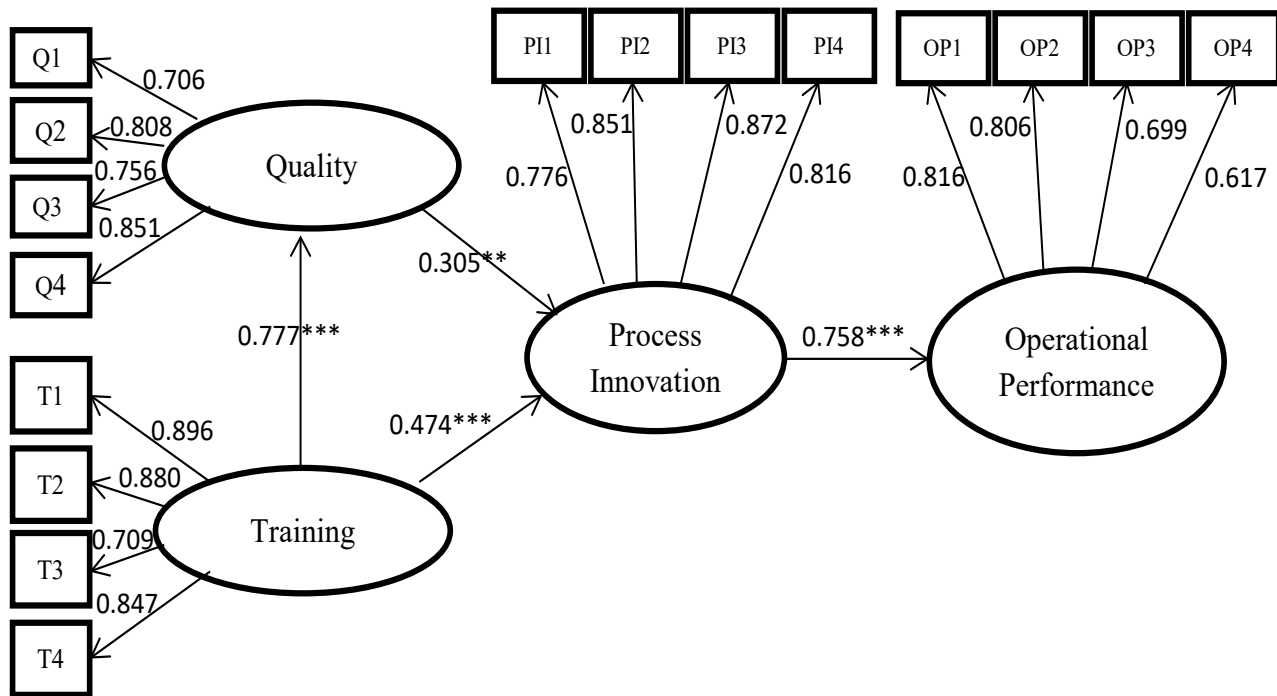 Q1
Q2
Q3
Q4
0.706
0.808
0.756
0.851
Quality
PI1
PI2
PI3
PI4
0.776
0.851
0.872
0.816
OP1
OP2
OP3
OP4
0.816
0.806
0.699
0.617
0.305**
0.777***
Process
Innovation
0.758***
Operational
Performance
0.474***
T1
T2
T3
T4
0.896
0.880
0.709
0.847
Training